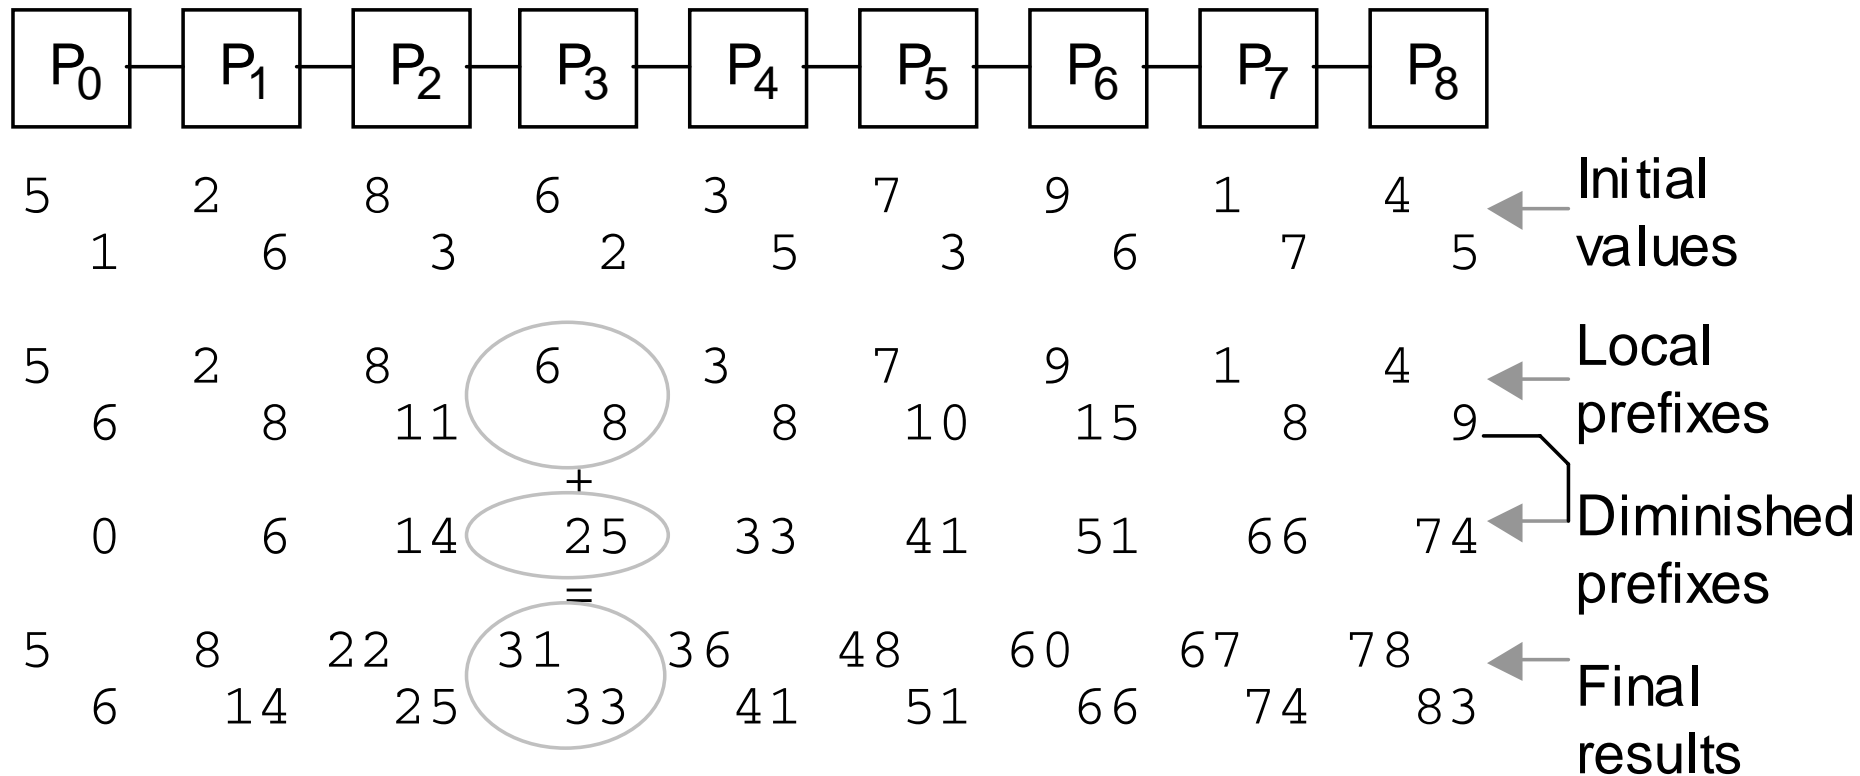 P0 P1 P2 P3 P4 P5 P6 P7 P8
5 2 8 6 3 7 9 1 4
1 6 3 2 5 3 6 7 5
Initial
values
5 2 8 6 3 7 9 1 4
6 8 11 8 8 10 15 8 9
Local
prefixes
+
0 6 14 25 33 41 51 66 74
Diminished
prefixes
=
5 8 22 31 36 48 60 67 78
6 14 25 33 41 51 66 74 83
Final
results